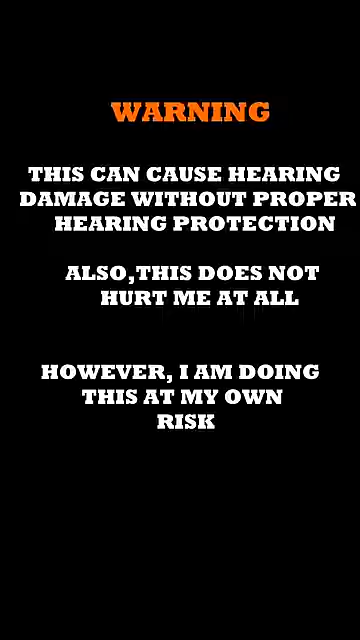 WARNING
THIS CAN CAUSE HEARING
DAMAGE WITHOUT PROPER
HEARING PROTECTION
ALSO,THIS DOES NOT
HURT ME AT ALL
HOWEVER, I AM DOING
THIS AT MY OWN
RISK